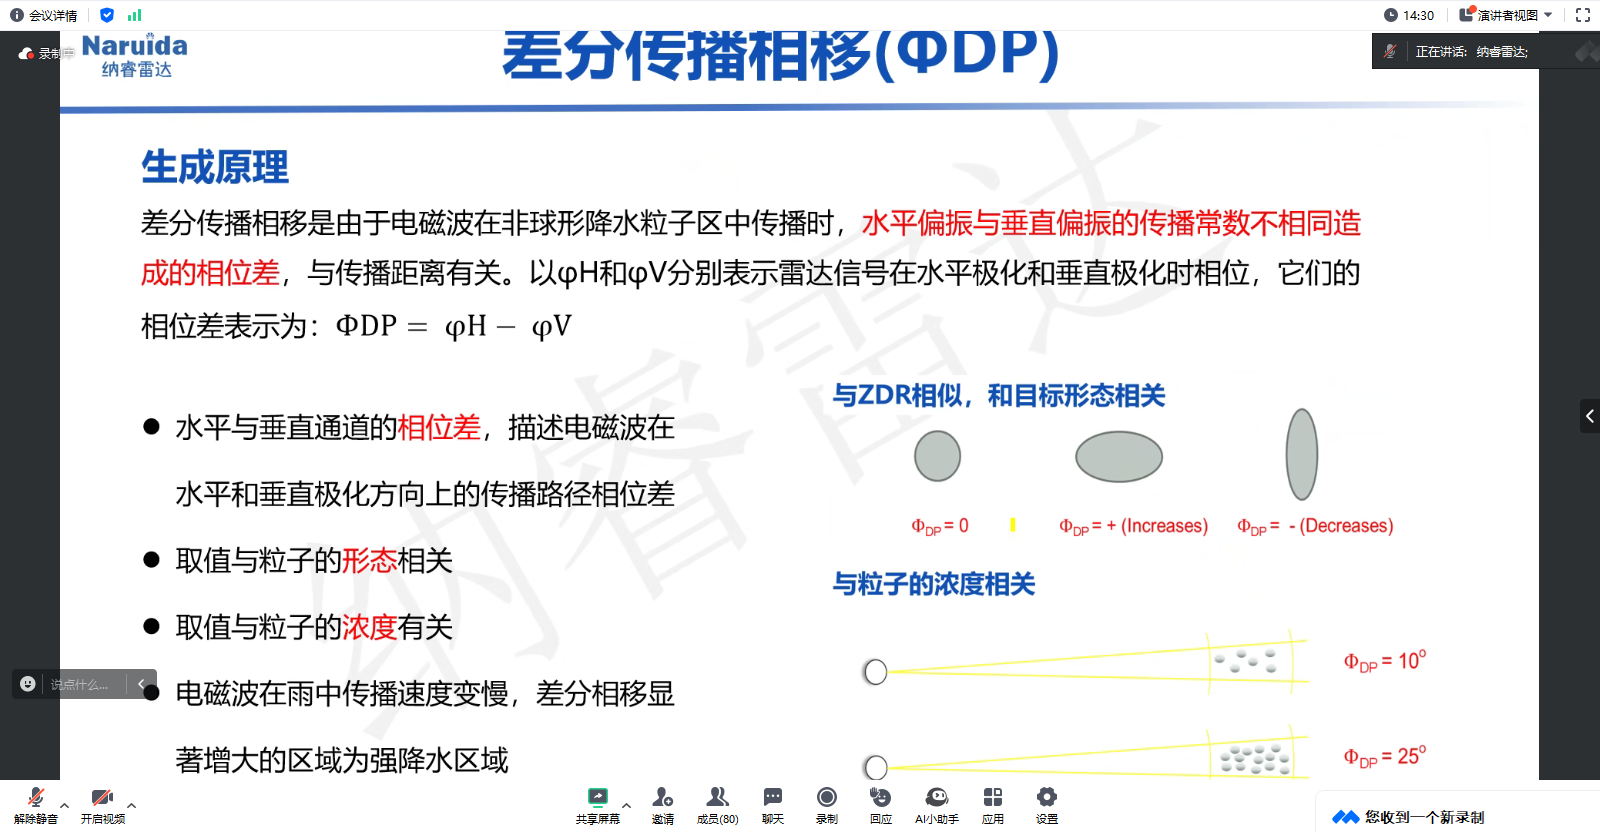 会议详情
14:30
演讲者视图
录制中
正在讲话: 纳睿雷达;
Naruida
纳睿雷达
差分传播相移(ΦDP)
生成原理
差分传播相移是由于电磁波在非球形降水粒子区中传播时，水平偏振与垂直偏振的传播常数不相同造
成的相位差，与传播距离有关。以φH和φV分别表示雷达信号在水平极化和垂直极化时相位，它们的
相位差表示为：ΦDP = φH − φV
● 水平与垂直通道的相位差，描述电磁波在
水平和垂直极化方向上的传播路径相位差
● 取值与粒子的形态相关
● 取值与粒子的浓度有关
● 电磁波在雨中传播速度变慢，差分相移显
著增大的区域为强降水区域
与ZDR相似，和目标形态相关
ΦDP = 0
ΦDP = + (Increases)
ΦDP = - (Decreases)
与粒子的浓度相关
ΦDP = 10°
ΦDP = 25°
纳睿雷达
说点什么...
解除静音
开启视频
共享屏幕
邀请
成员(80)
聊天
录制
回应
AI小助手
应用
设置
您收到一个新录制